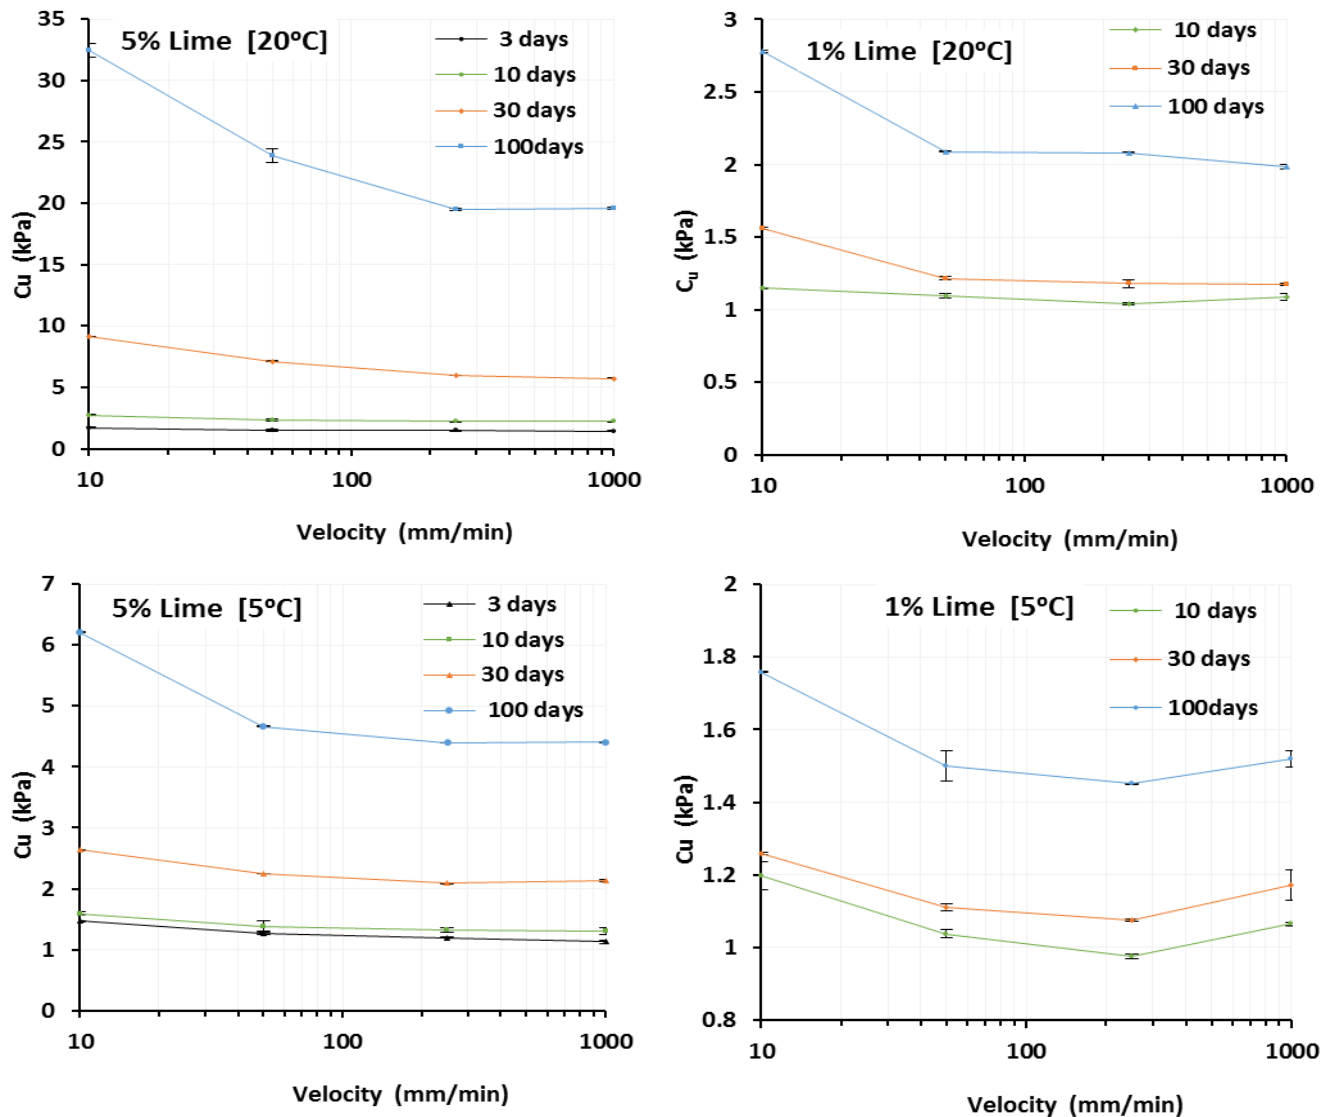 5% Lime [20ºC]
3 days
10 days
30 days
100days
35
30
25
20
15
10
5
0
Cu (kPa)
10
100
1000
Velocity (mm/min)
1% Lime [20ºC]
10 days
30 days
100 days
3
2.5
2
1.5
1
0.5
0
Cu (kPa)
10
100
1000
Velocity (mm/min)
5% Lime [5ºC]
3 days
10 days
30 days
100 days
7
6
5
4
3
2
1
0
Cu (kPa)
10
100
1000
Velocity (mm/min)
1% Lime [5ºC]
10 days
30 days
100days
2
1.8
1.6
1.4
1.2
1
0.8
Cu (kPa)
10
100
1000
Velocity (mm/min)